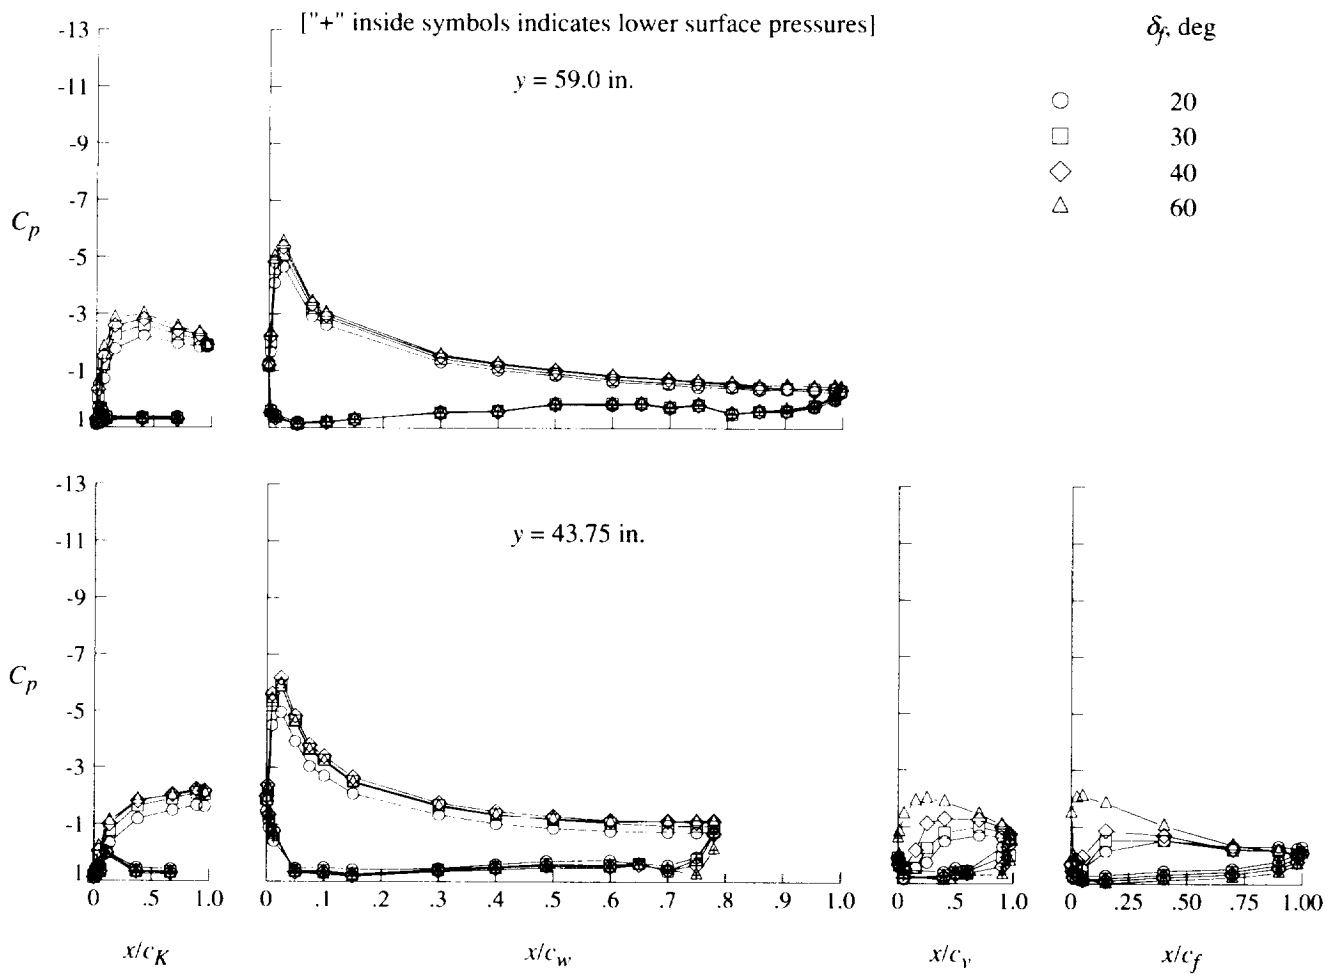 ["+" inside symbols indicates lower surface pressures]
δf, deg
y = 59.0 in.
20
30
40
60
-13
-11
-9
-7
-5
-3
-1
1
Cp
y = 43.75 in.
-13
-11
-9
-7
-5
-3
-1
1
Cp
0 .5 1.0
0 .1 .2 .3 .4 .5 .6 .7 .8 .9 1.0
0 .5 1.0
0 .25 .50 .75 1.00
x/cK
x/cw
x/cv
x/cf